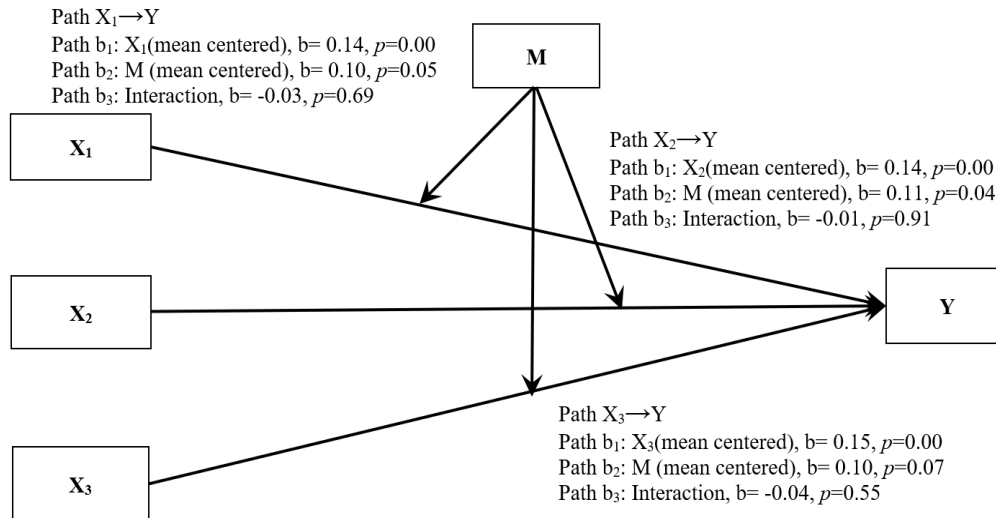 Path X₁→Y
Path b₁: X₁(mean centered), b= 0.14, p=0.00
Path b₂: M (mean centered), b= 0.10, p=0.05
Path b₃: Interaction, b= -0.03, p=0.69
M
X₁
Path X₂→Y
Path b₁: X₂(mean centered), b= 0.14, p=0.00
Path b₂: M (mean centered), b= 0.11, p=0.04
Path b₃: Interaction, b= -0.01, p=0.91
X₂
Y
Path X₃→Y
Path b₁: X₃(mean centered), b= 0.15, p=0.00
Path b₂: M (mean centered), b= 0.10, p=0.07
Path b₃: Interaction, b= -0.04, p=0.55
X₃